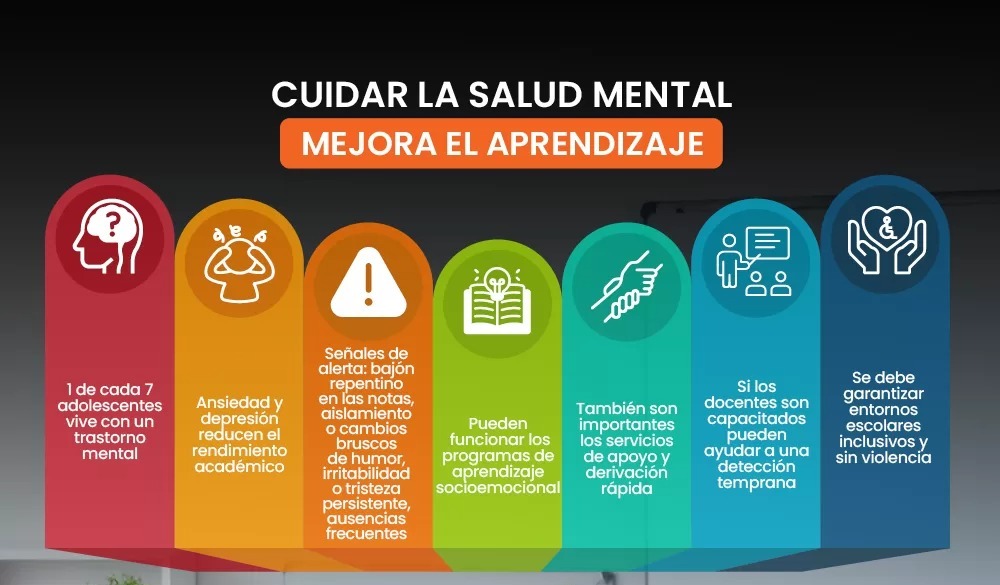 CUIDAR LA SALUD MENTAL
MEJORA EL APRENDIZAJE
1 de cada 7
adolescentes
vive con un
trastorno
mental
Ansiedad y
depresión
reducen el
rendimiento
académico
Señales de
alerta: bajón
repentino
en las notas,
aislamiento
o cambios
bruscos
de humor,
irritabilidad
o tristeza
persistente,
ausencias
frecuentes
Pueden
funcionar los
programas de
aprendizaje
socioemocional
También son
importantes
los servicios
de apoyo y
derivación
rápida
Si los
docentes son
capacitados
pueden
ayudar a una
detección
temprana
Se debe
garantizar
entornos
escolares
inclusivos y
sin violencia